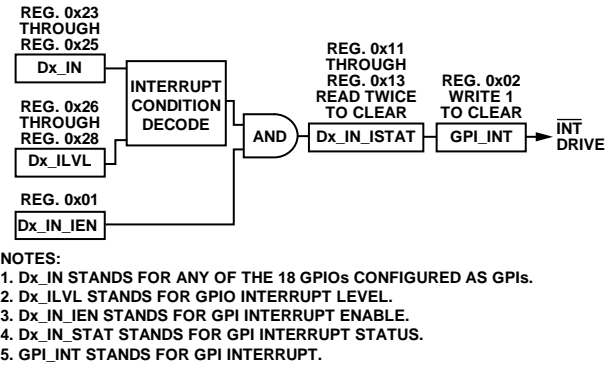 REG. 0x23
THROUGH
REG. 0x25
Dx_IN
REG. 0x26
THROUGH
REG. 0x28
Dx_ILVL
REG. 0x01
Dx_IN_IEN
INTERRUPT
CONDITION
DECODE
AND
REG. 0x11
THROUGH
REG. 0x13
READ TWICE
TO CLEAR
Dx_IN_ISTAT
REG. 0x02
WRITE 1
TO CLEAR
GPI_INT
INT
DRIVE
NOTES:
1. Dx_IN STANDS FOR ANY OF THE 18 GPIOs CONFIGURED AS GPIs.
2. Dx_ILVL STANDS FOR GPIO INTERRUPT LEVEL.
3. Dx_IN_IEN STANDS FOR GPI INTERRUPT ENABLE.
4. Dx_IN_STAT STANDS FOR GPI INTERRUPT STATUS.
5. GPI_INT STANDS FOR GPI INTERRUPT.